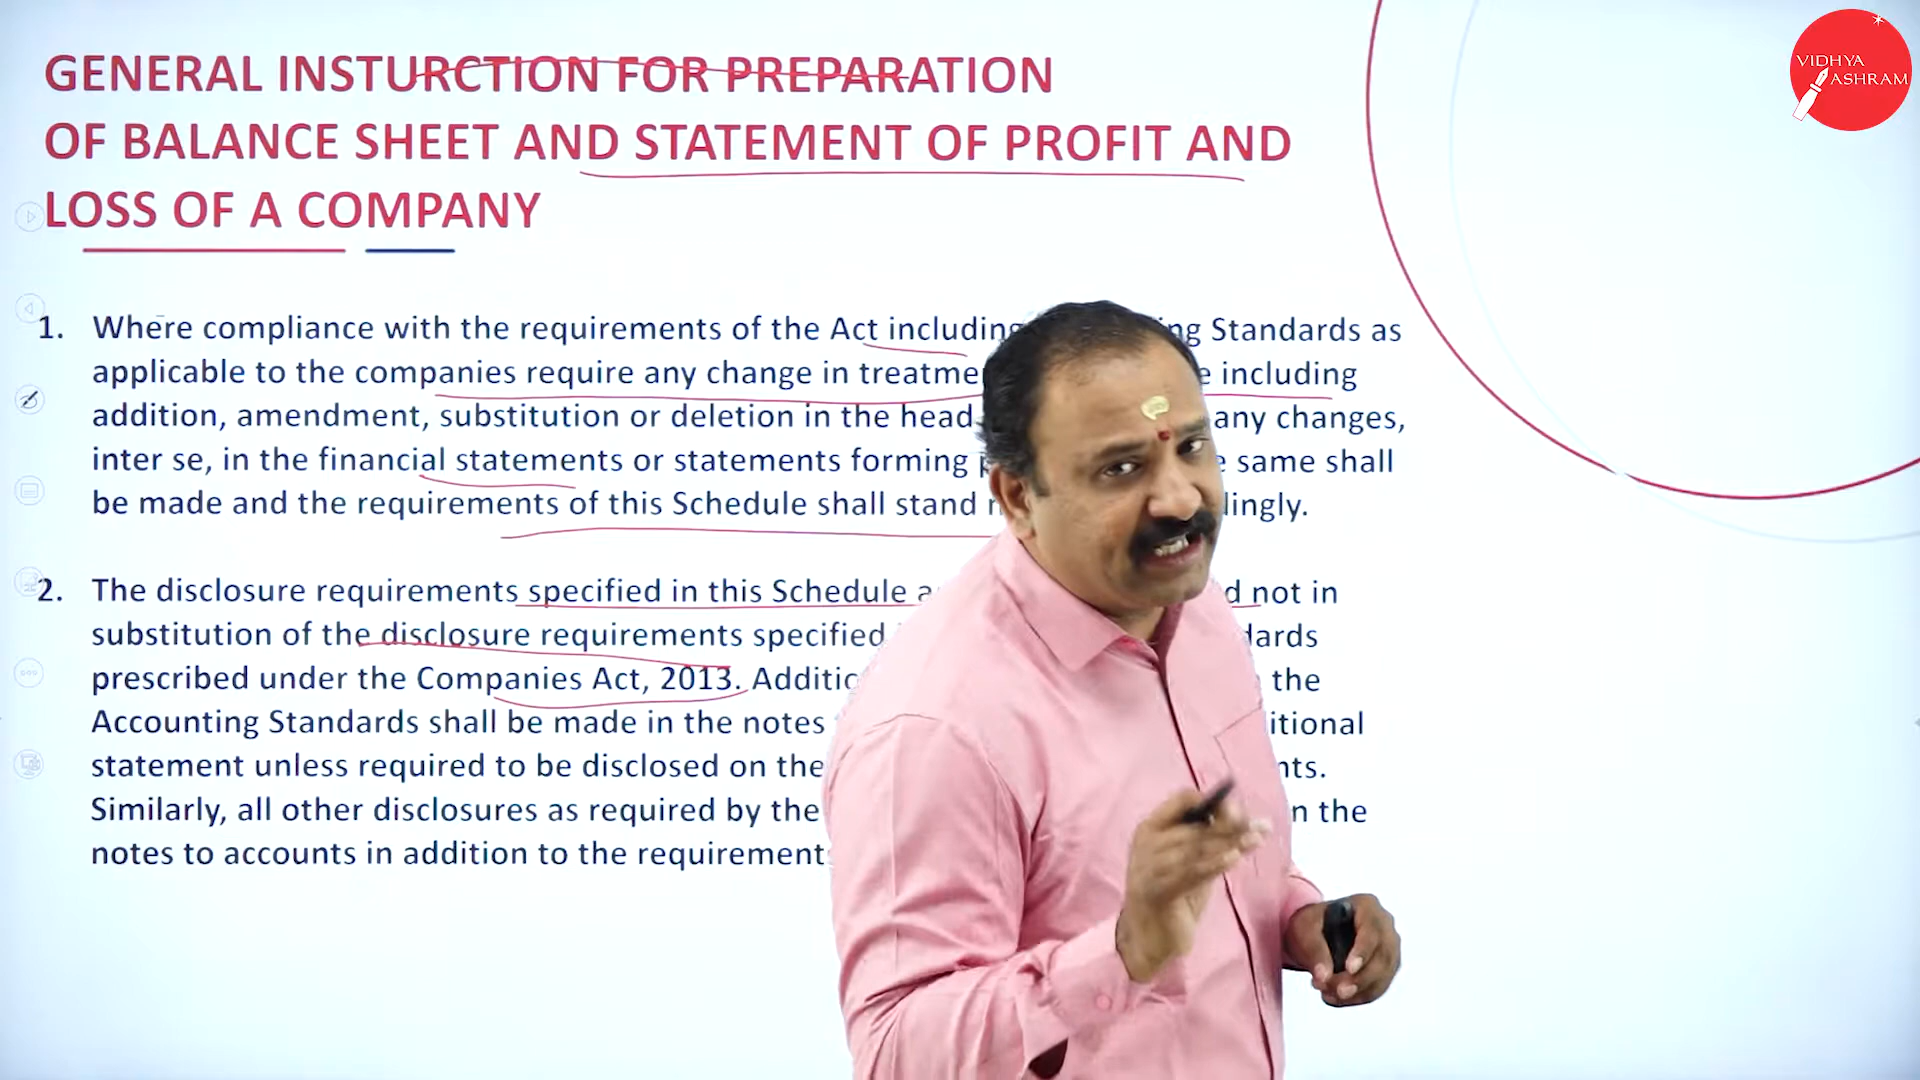 VIDHYA
ASHRAM
GENERAL INSTURCTION FOR PREPARATION
OF BALANCE SHEET AND STATEMENT OF PROFIT AND
LOSS OF A COMPANY
1. Where compliance with the requirements of the Act including Standards as
applicable to the companies require any change in including
addition, amendment, substitution or deletion in the head any changes,
inter se, in the financial statements or statements forming same shall
be made and the requirements of this Schedule shall stand
2. The disclosure requirements specified in this Schedule not in
substitution of the disclosure requirements specified
prescribed under the Companies Act, 2013. the
Accounting Standards shall be made in the notes
statement unless required to be disclosed on the
Similarly, all other disclosures as required by the the
notes to accounts in addition to the